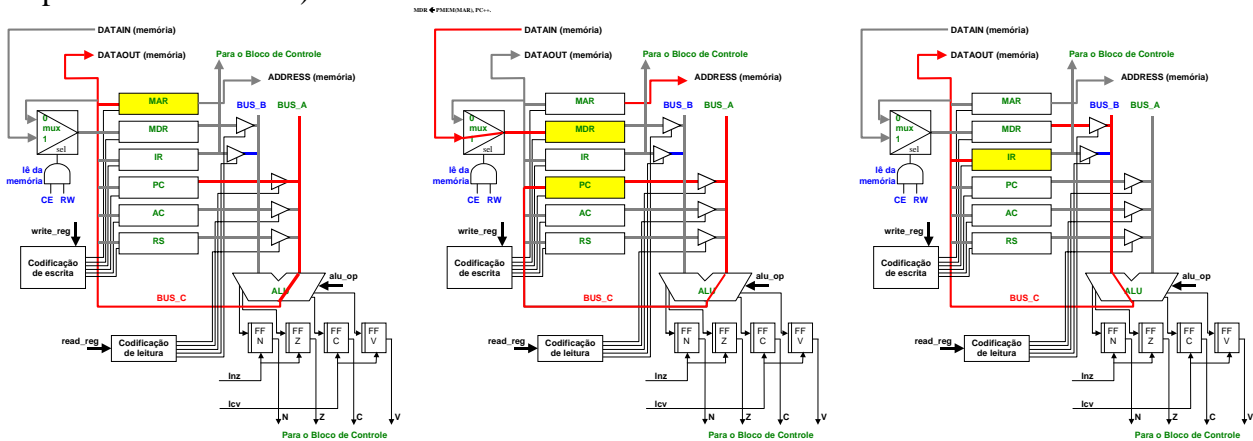 MDR ← PMEM(MAR), PC++.
DATAIN (memória)
DATAOUT (memória)
Para o Bloco de Controle
ADDRESS (memória)
BUS_B BUS_A
0
mux
1
sel
MAR
MDR
IR
PC
AC
RS
lê da
memória
CE RW
write_reg
Codificação
de escrita
ALU
alu_op
BUS_C
read_reg
Codificação
de leitura
FF
N
FF
Z
FF
C
FF
V
lnz
lcv
N Z C V
Para o Bloco de Controle
DATAIN (memória)
DATAOUT (memória)
Para o Bloco de Controle
ADDRESS (memória)
BUS_B BUS_A
0
mux
1
sel
MAR
MDR
IR
PC
AC
RS
lê da
memória
CE RW
write_reg
Codificação
de escrita
ALU
alu_op
BUS_C
read_reg
Codificação
de leitura
FF
N
FF
Z
FF
C
FF
V
lnz
lcv
N Z C V
Para o Bloco de Controle
DATAIN (memória)
DATAOUT (memória)
Para o Bloco de Controle
ADDRESS (memória)
BUS_B BUS_A
0
mux
1
sel
MAR
MDR
IR
PC
AC
RS
lê da
memória
CE RW
write_reg
Codificação
de escrita
ALU
alu_op
BUS_C
read_reg
Codificação
de leitura
FF
N
FF
Z
FF
C
FF
V
lnz
lcv
N Z C V
Para o Bloco de Controle